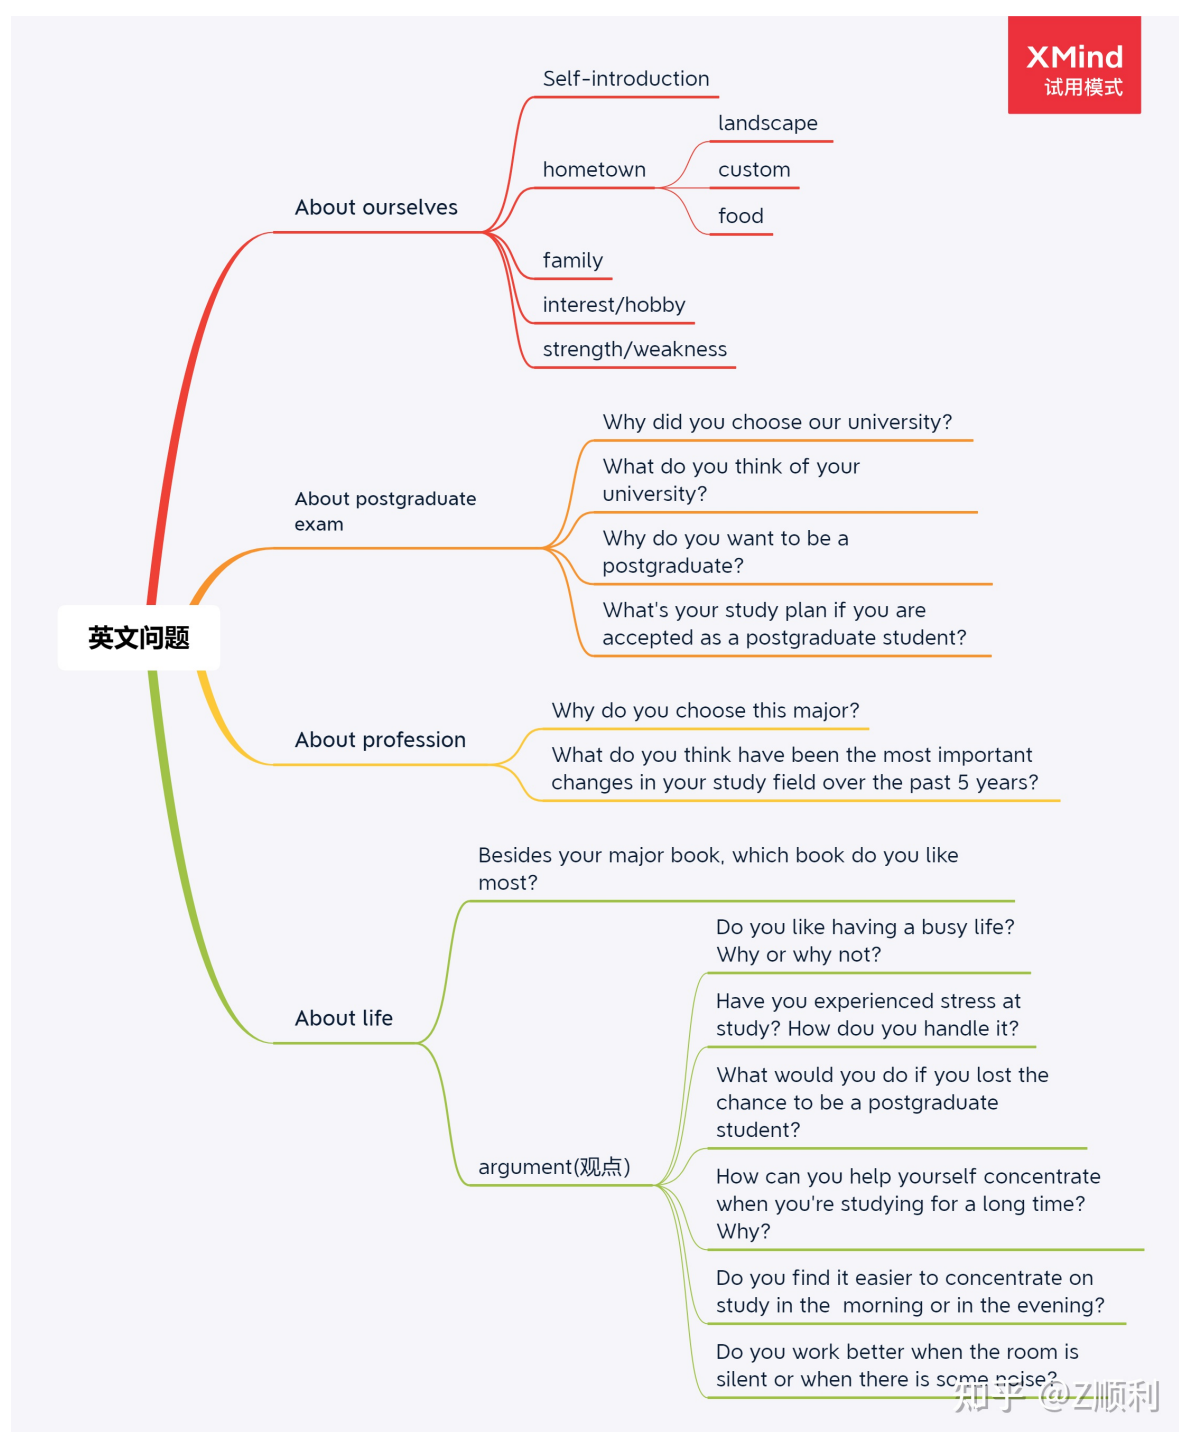 XMind
试用模式
Self-introduction
landscape
hometown
custom
food
About ourselves
family
interest/hobby
strength/weakness
Why did you choose our university?
What do you think of your
university?
About postgraduate
exam
Why do you want to be a
postgraduate?
What's your study plan if you are
accepted as a postgraduate student?
英文问题
Why do you choose this major?
About profession
What do you think have been the most important
changes in your study field over the past 5 years?
Besides your major book, which book do you like
most?
Do you like having a busy life?
Why or why not?
About life
Have you experienced stress at
study? How dou you handle it?
What would you do if you lost the
chance to be a postgraduate
student?
argument(观点)
How can you help yourself concentrate
when you're studying for a long time?
Why?
Do you find it easier to concentrate on
study in the  morning or in the evening?
Do you work better when the room is
silent or when there is some noise?
知乎 @Z顺利